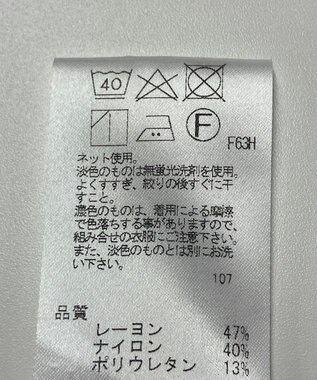 40
F
F63H
ネット使用。
淡色のものは無蛍光洗剤を使用。
よくすすぎ、絞りの後すぐに干
すこと。
濃色のものは、着用による摩擦
で色落ちする事がありますので、
組み合せの衣服にご注意下さい。
また、淡色のものとは別にお洗
い下さい。
107
品質
レーヨン 47%
ナイロン 40%
ポリウレタン 13%